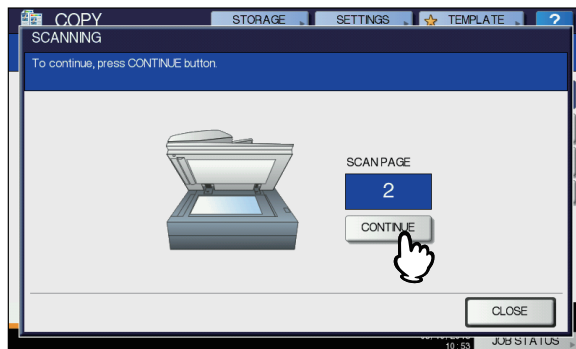 COPY
STORAGE
SETTINGS
TEMPLATE
?
SCANNING
To continue, press CONTINUE button.
SCAN PAGE
2
CONTINUE
CLOSE
10:53
JOB STATUS